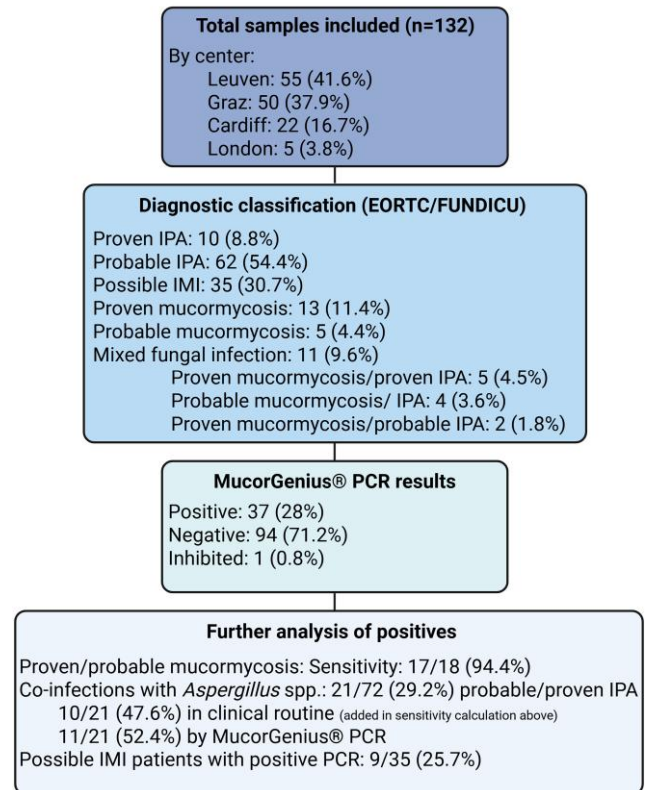 Total samples included (n=132)
By center:
Leuven: 55 (41.6%)
Graz: 50 (37.9%)
Cardiff: 22 (16.7%)
London: 5 (3.8%)
Diagnostic classification (EORTC/FUNDICU)
Proven IPA: 10 (8.8%)
Probable IPA: 62 (54.4%)
Possible IMI: 35 (30.7%)
Proven mucormycosis: 13 (11.4%)
Probable mucormycosis: 5 (4.4%)
Mixed fungal infection: 11 (9.6%)
Proven mucormycosis/proven IPA: 5 (4.5%)
Probable mucormycosis/ IPA: 4 (3.6%)
Proven mucormycosis/probable IPA: 2 (1.8%)
MucorGenius® PCR results
Positive: 37 (28%)
Negative: 94 (71.2%)
Inhibited: 1 (0.8%)
Further analysis of positives
Proven/probable mucormycosis: Sensitivity: 17/18 (94.4%)
Co-infections with Aspergillus spp.: 21/72 (29.2%) probable/proven IPA
10/21 (47.6%) in clinical routine (added in sensitivity calculation above)
11/21 (52.4%) by MucorGenius® PCR
Possible IMI patients with positive PCR: 9/35 (25.7%)